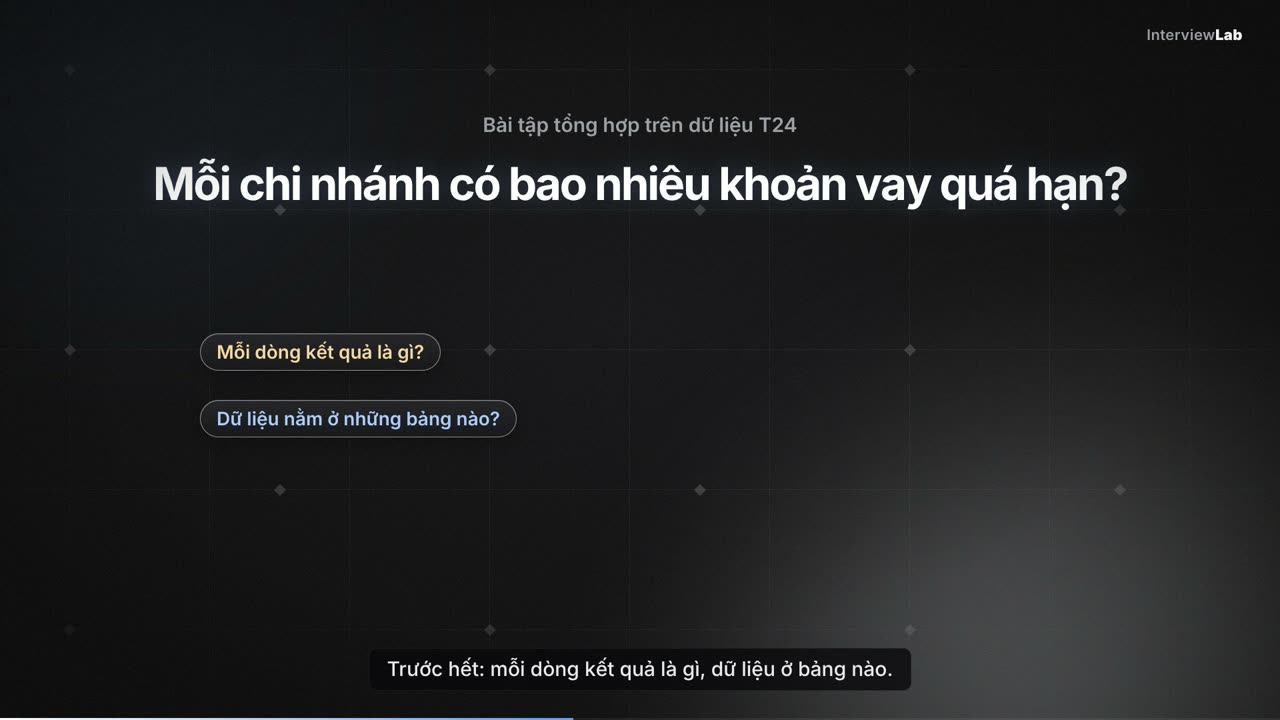 InterviewLab
Bài tập tổng hợp trên dữ liệu T24
Mỗi chi nhánh có bao nhiêu khoản vay quá hạn?
Mỗi dòng kết quả là gì?
Dữ liệu nằm ở những bảng nào?
Trước hết: mỗi dòng kết quả là gì, dữ liệu ở bảng nào.